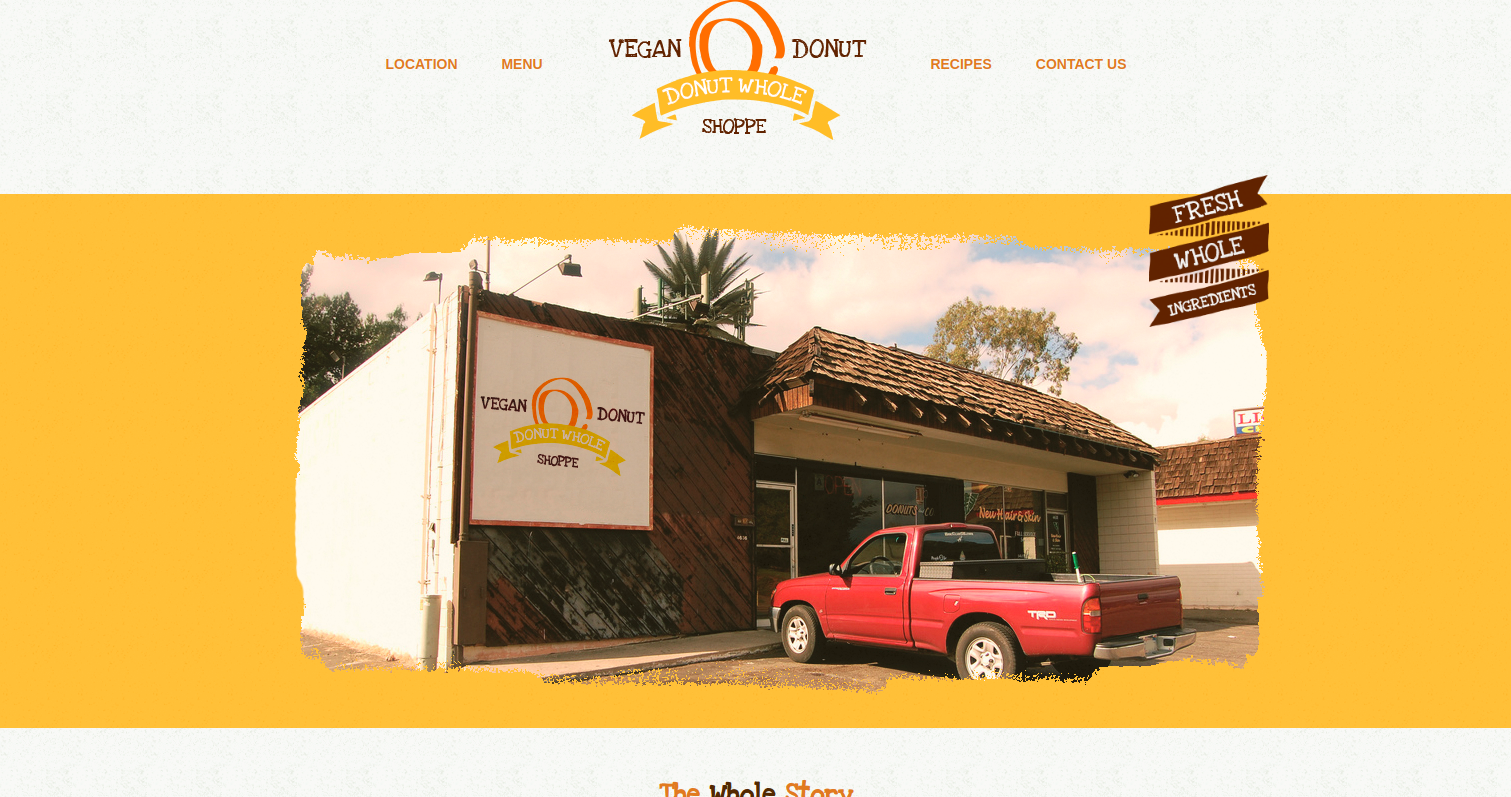 LOCATION
MENU
VEGAN
DONUT
DONUT WHOLE
SHOPPE
RECIPES
CONTACT US
FRESH
WHOLE
INGREDIENTS
VEGAN
DONUT
DONUT WHOLE
SHOPPE
DONUTS
New Hair & Skin
TRD
The Whole Story